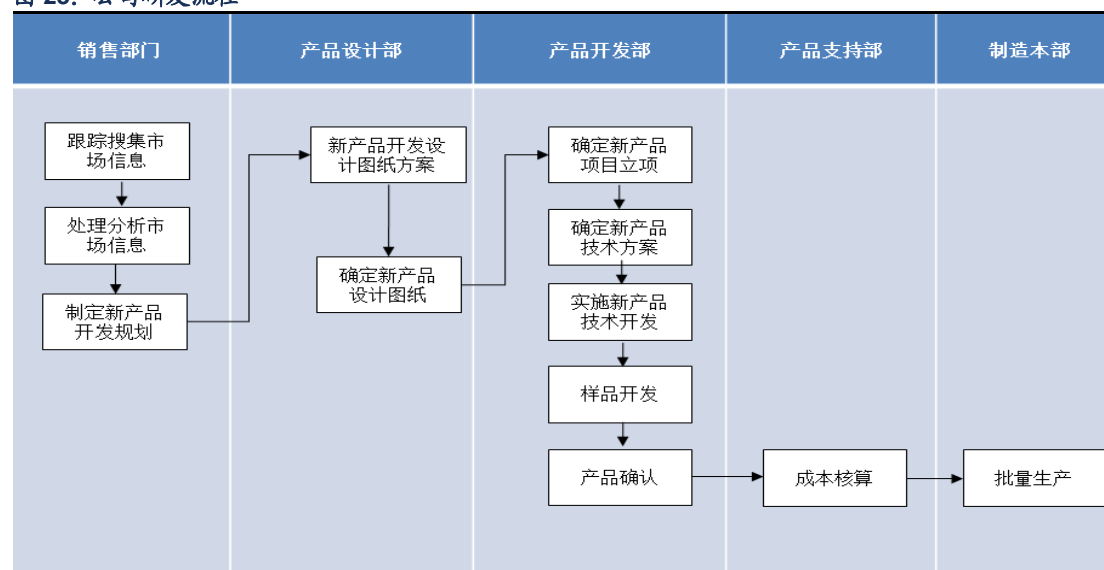 销售部门
产品设计部
产品开发部
产品支持部
制造本部
跟踪搜集市
场信息
处理分析市
场信息
制定新产品
开发规划
新产品开发设
计图纸方案
确定新产品
设计图纸
确定新产品
项目立项
确定新产品
技术方案
实施新产品
技术开发
样品开发
产品确认
成本核算
批量生产